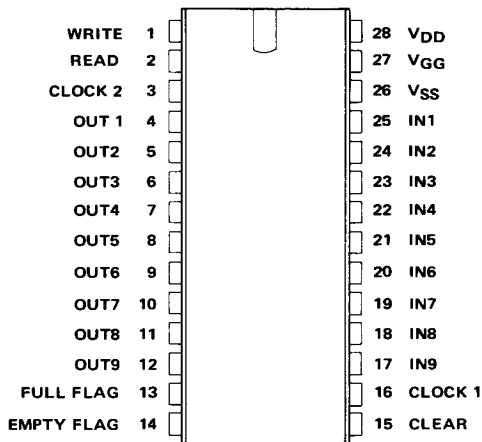 WRITE 1 28 VDD
READ 2 27 VGG
CLOCK 2 3 26 VSS
OUT 1 4 25 IN1
OUT2 5 24 IN2
OUT3 6 23 IN3
OUT4 7 22 IN4
OUT5 8 21 IN5
OUT6 9 20 IN6
OUT7 10 19 IN7
OUT8 11 18 IN8
OUT9 12 17 IN9
FULL FLAG 13 16 CLOCK 1
EMPTY FLAG 14 15 CLEAR